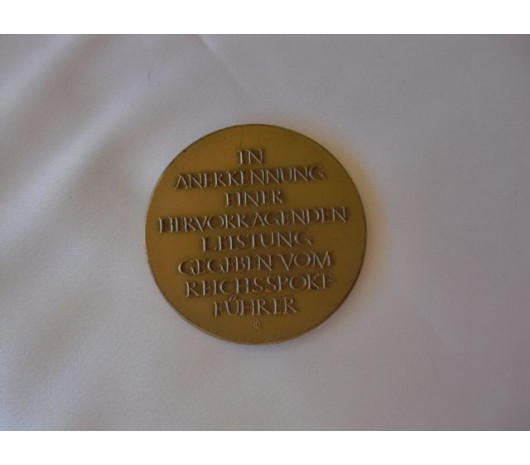 IN
ANERKENNUNG
EINER
HERVORRAGENDEN
LEISTUNG
GEGEBEN VOM
REICHSSPORT
FÜHRER